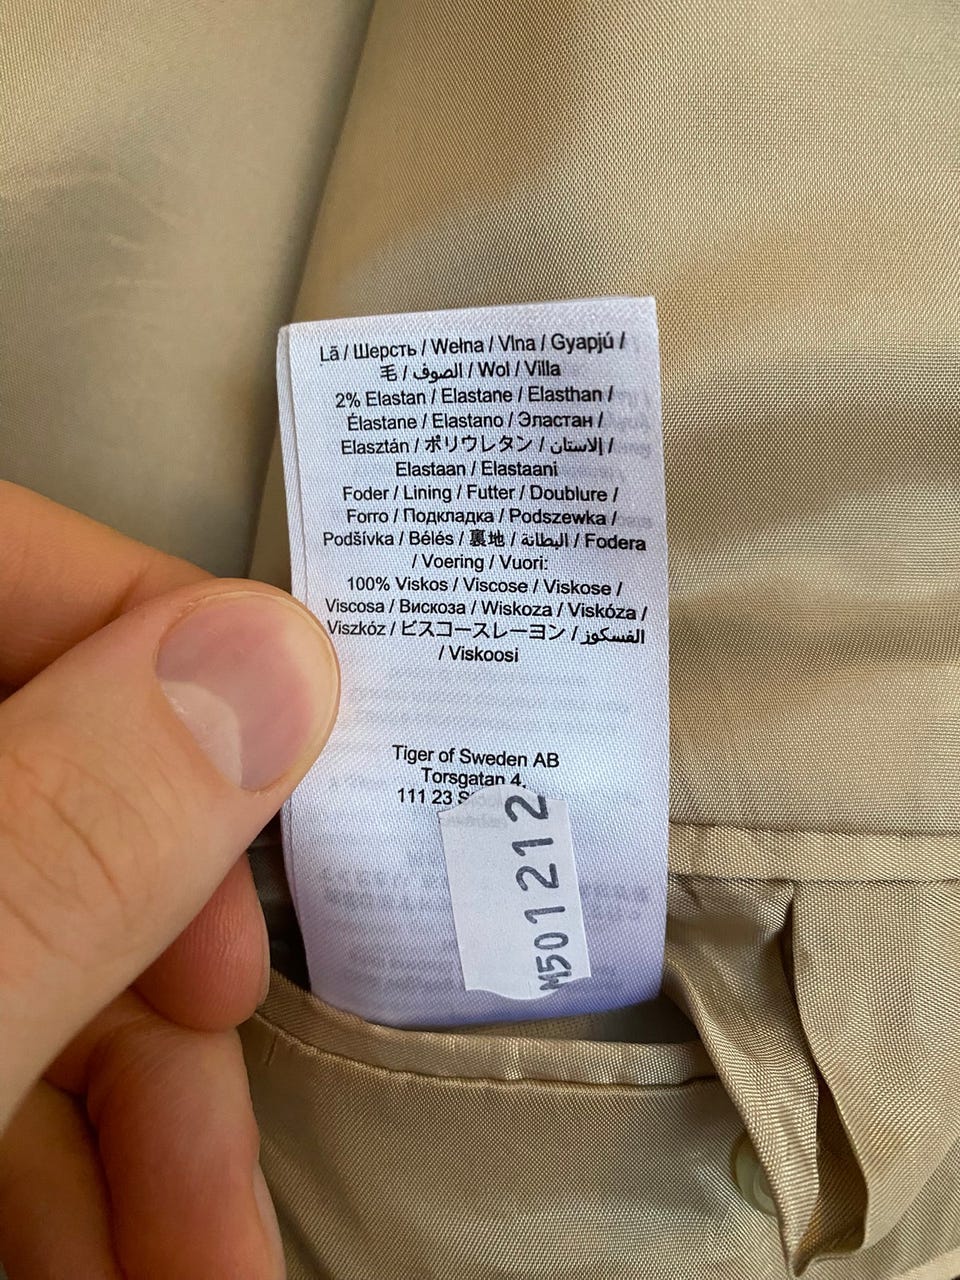 Lã / Шерсть / Wełna / Vlna / Gyapjú /
毛 / الصوف / Wol / Villa
2% Elastan / Elastane / Elasthan /
Élastane / Elastano / Эластан /
Elasztán / ポリウレタン / الاستان /
Elastaan / Elastaani
Foder / Lining / Futter / Doublure /
Forro / Подкладка / Podszewka /
Podšívka / Bélés / 裏地 / البطانة / Fodera
/ Voering / Vuori:
100% Viskos / Viscose / Viskose /
Viscosa / Вискоза / Wiskoza / Viskóza /
Viszkóz / ビスコースレーヨン / الفسكوز
/ Viskoosi
Tiger of Sweden AB
Torsgatan 4,
111 23
M501212